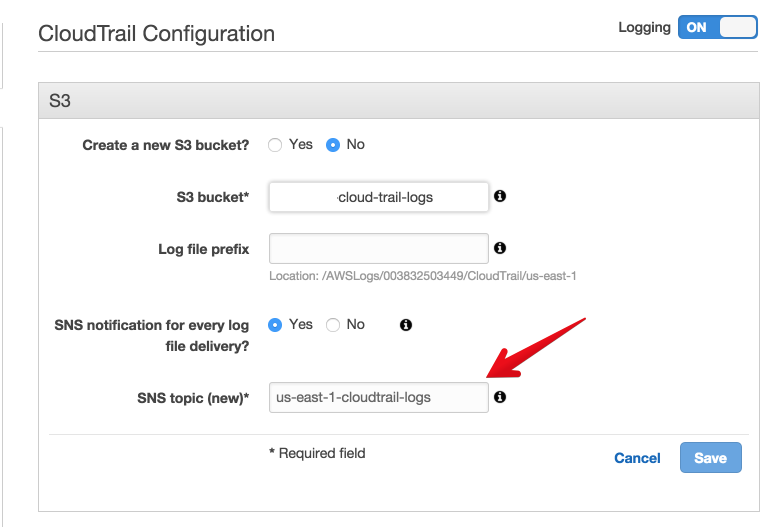 CloudTrail Configuration
Logging ON
S3
Create a new S3 bucket? Yes No
S3 bucket* cloud-trail-logs
Log file prefix
Location: /AWSLogs/003832503449/CloudTrail/us-east-1
SNS notification for every log Yes No
file delivery?
SNS topic (new)* us-east-1-cloudtrail-logs
* Required field
Cancel Save